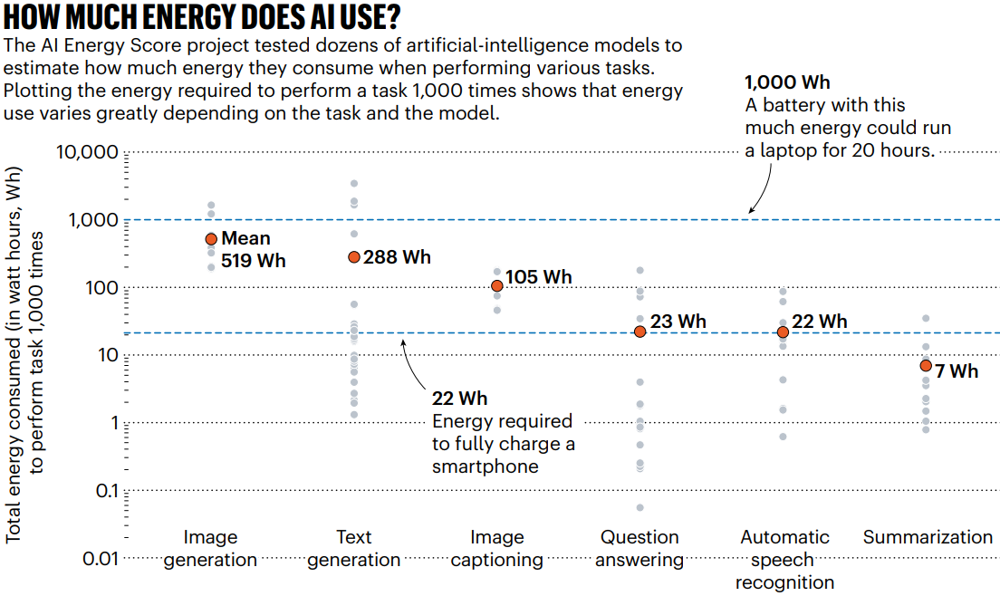 HOW MUCH ENERGY DOES AI USE?
The AI Energy Score project tested dozens of artificial-intelligence models to
estimate how much energy they consume when performing various tasks.
Plotting the energy required to perform a task 1,000 times shows that energy
use varies greatly depending on the task and the model.
1,000 Wh
A battery with this
much energy could run
a laptop for 20 hours.
Total energy consumed (in watt hours, Wh)
to perform task 1,000 times
10,000
1,000
100
10
1
0.1
0.01
Mean
519 Wh
288 Wh
105 Wh
23 Wh
22 Wh
7 Wh
22 Wh
Energy required
to fully charge a
smartphone
Image
generation
Text
generation
Image
captioning
Question
answering
Automatic
speech
recognition
Summarization